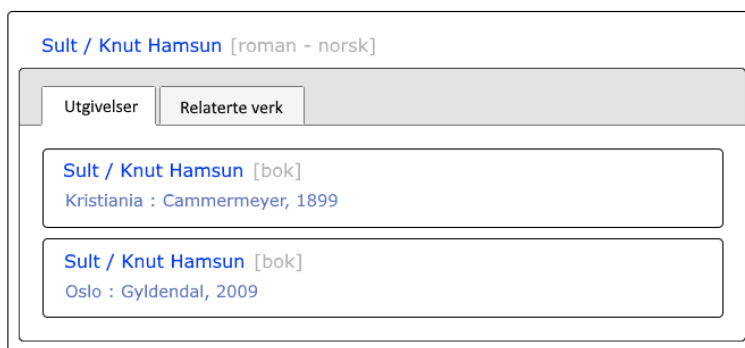 Sult / Knut Hamsun [roman - norsk]
Utgivelser Relaterte verk
Sult / Knut Hamsun [bok]
Kristiania : Cammermeyer, 1899
Sult / Knut Hamsun [bok]
Oslo : Gyldendal, 2009